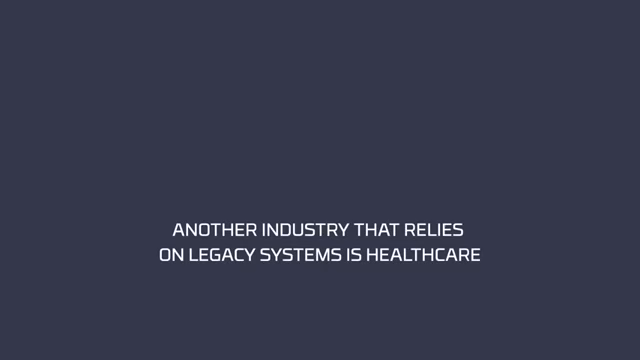 ANOTHER INDUSTRY THAT RELIES
ON LEGACY SYSTEMS IS HEALTHCARE